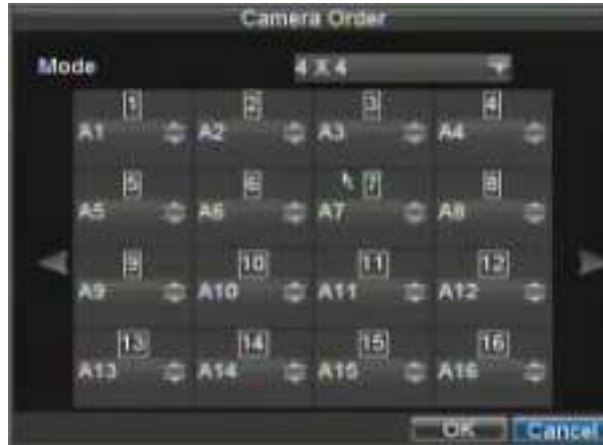 Camera Order
Mode 4 X 4
1 2 3 4
A1 A2 A3 A4
5 6 7 8
A5 A6 A7 A8
9 10 11 12
A9 A10 A11 A12
13 14 15 16
A13 A14 A15 A16
OK Cancel